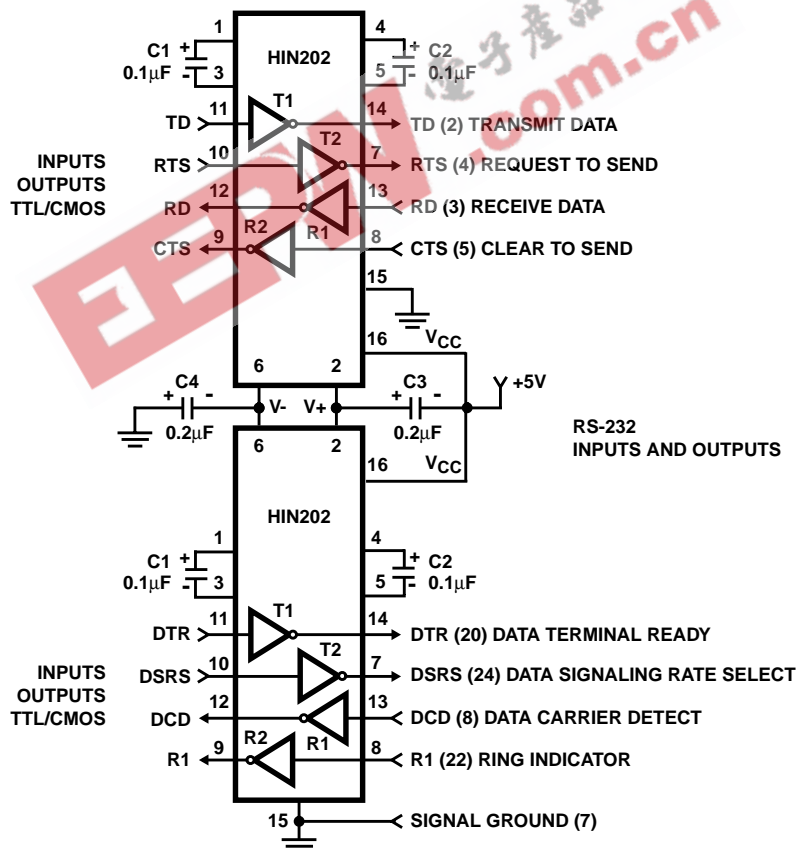 1
4
C1
+
HIN202
+
C2
0.1µF
-
3
5
-
0.1µF
電子產品
.com.cn
EEPW
11
T1
14
TD
TD (2) TRANSMIT DATA
10
T2
7
INPUTS
OUTPUTS
TTL/CMOS
RTS
RTS (4) REQUEST TO SEND
12
13
RD
RD (3) RECEIVE DATA
9
R2
R1
8
CTS
CTS (5) CLEAR TO SEND
15
16
VCC
6
2
+5V
C4
+
-
V-
V+
C3
+
-
0.2µF
0.2µF
RS-232
INPUTS AND OUTPUTS
6
2
16
VCC
HIN202
1
4
C1
+
+
C2
0.1µF
-
3
5
-
0.1µF
11
T1
14
DTR
DTR (20) DATA TERMINAL READY
10
T2
7
INPUTS
OUTPUTS
TTL/CMOS
DSRS
DSRS (24) DATA SIGNALING RATE SELECT
12
13
DCD
DCD (8) DATA CARRIER DETECT
9
R2
R1
8
R1
R1 (22) RING INDICATOR
15
SIGNAL GROUND (7)